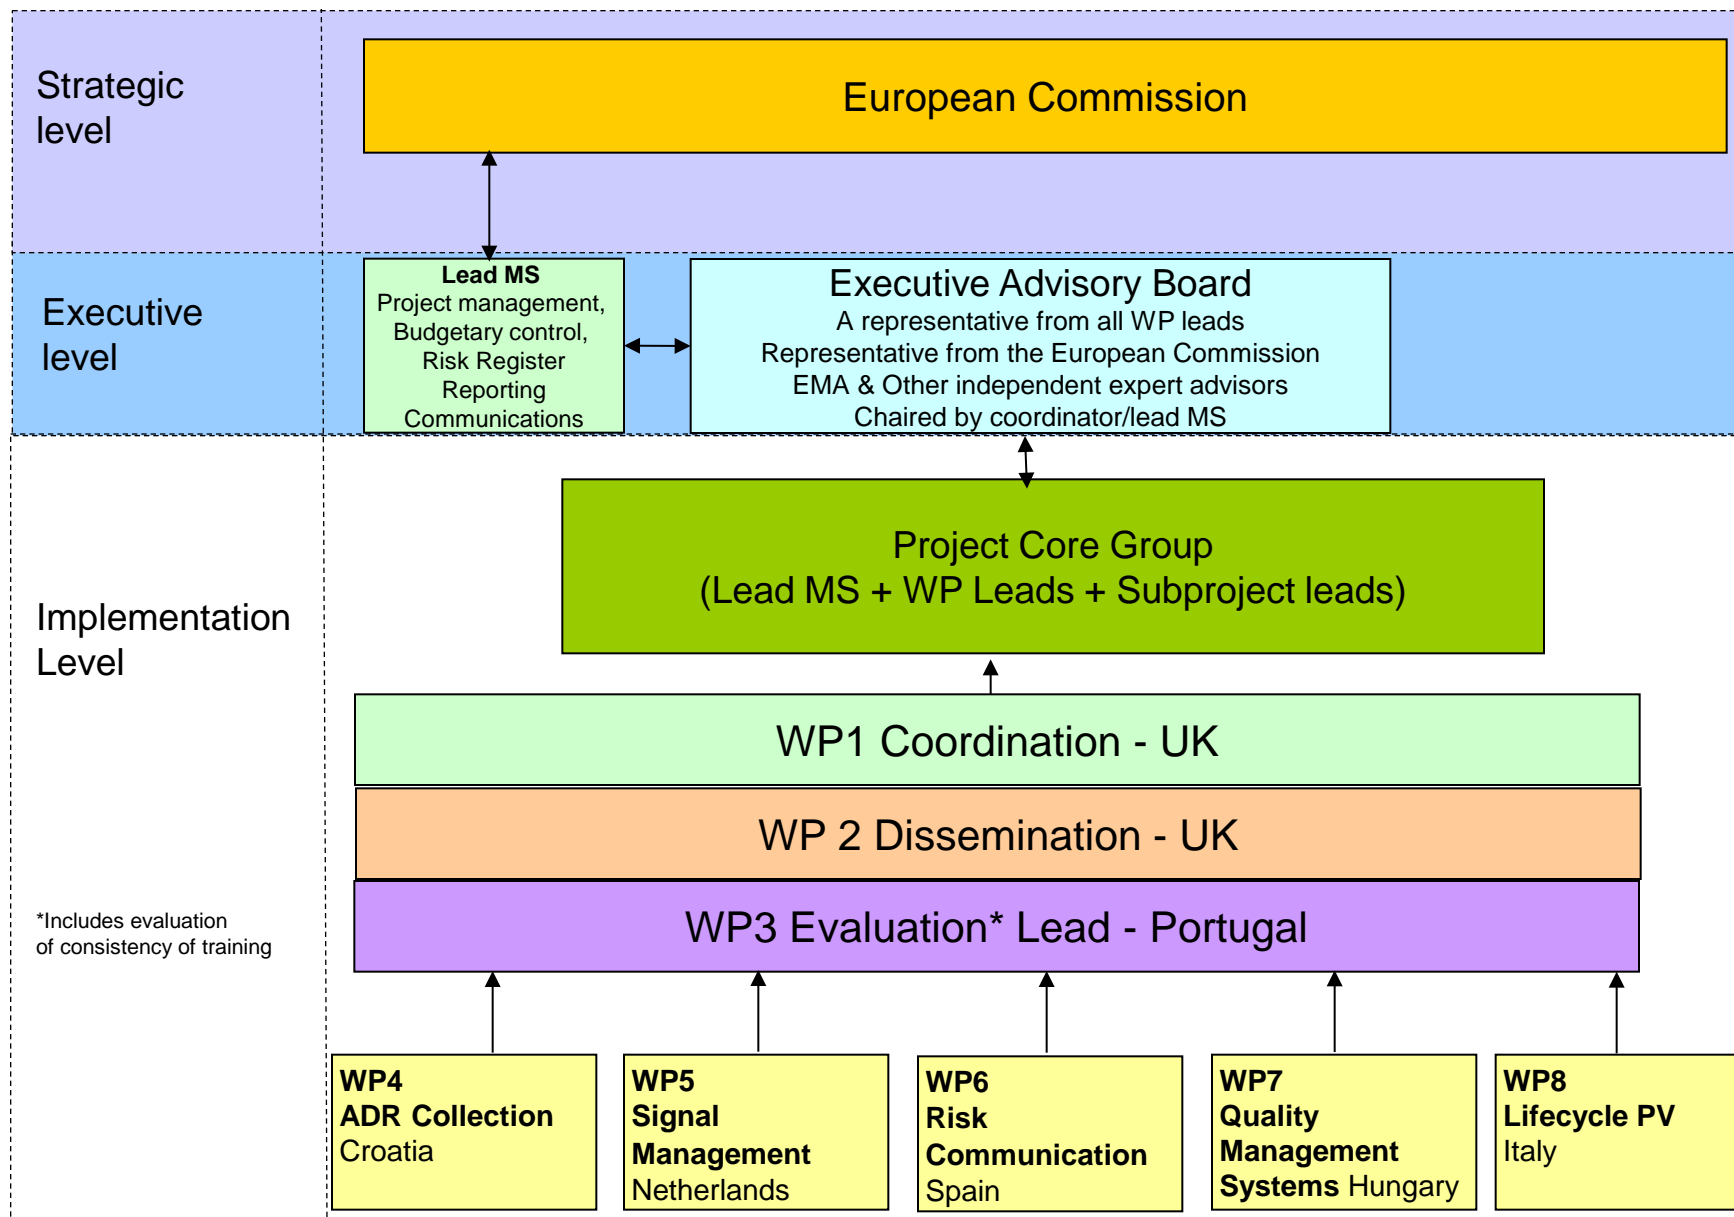 Strategic
level
European Commission
Executive
level
Lead MS
Project management,
Budgetary control,
Risk Register
Reporting
Communications
Executive Advisory Board
A representative from all WP leads
Representative from the European Commission
EMA & Other independent expert advisors
Chaired by coordinator/lead MS
Implementation
Level
Project Core Group
(Lead MS + WP Leads + Subproject leads)
WP1 Coordination - UK
WP 2 Dissemination - UK
WP3 Evaluation* Lead - Portugal
*Includes evaluation
of consistency of training
WP4
ADR Collection
Croatia
WP5
Signal
Management
Netherlands
WP6
Risk
Communication
Spain
WP7
Quality
Management
Systems Hungary
WP8
Lifecycle PV
Italy